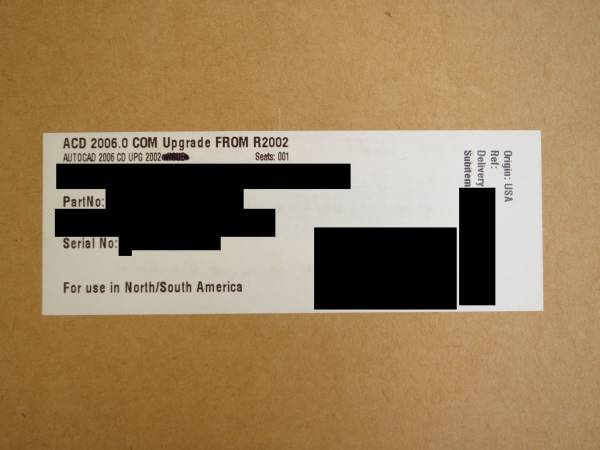 ACD 2006.0 COM Upgrade FROM R2002
AUTOCAD 2006 CD UPG 2002
Seats: 001
PartNo:
Serial No:
For use in North/South America
Origin: USA
Ref:
Delivery
Subitem